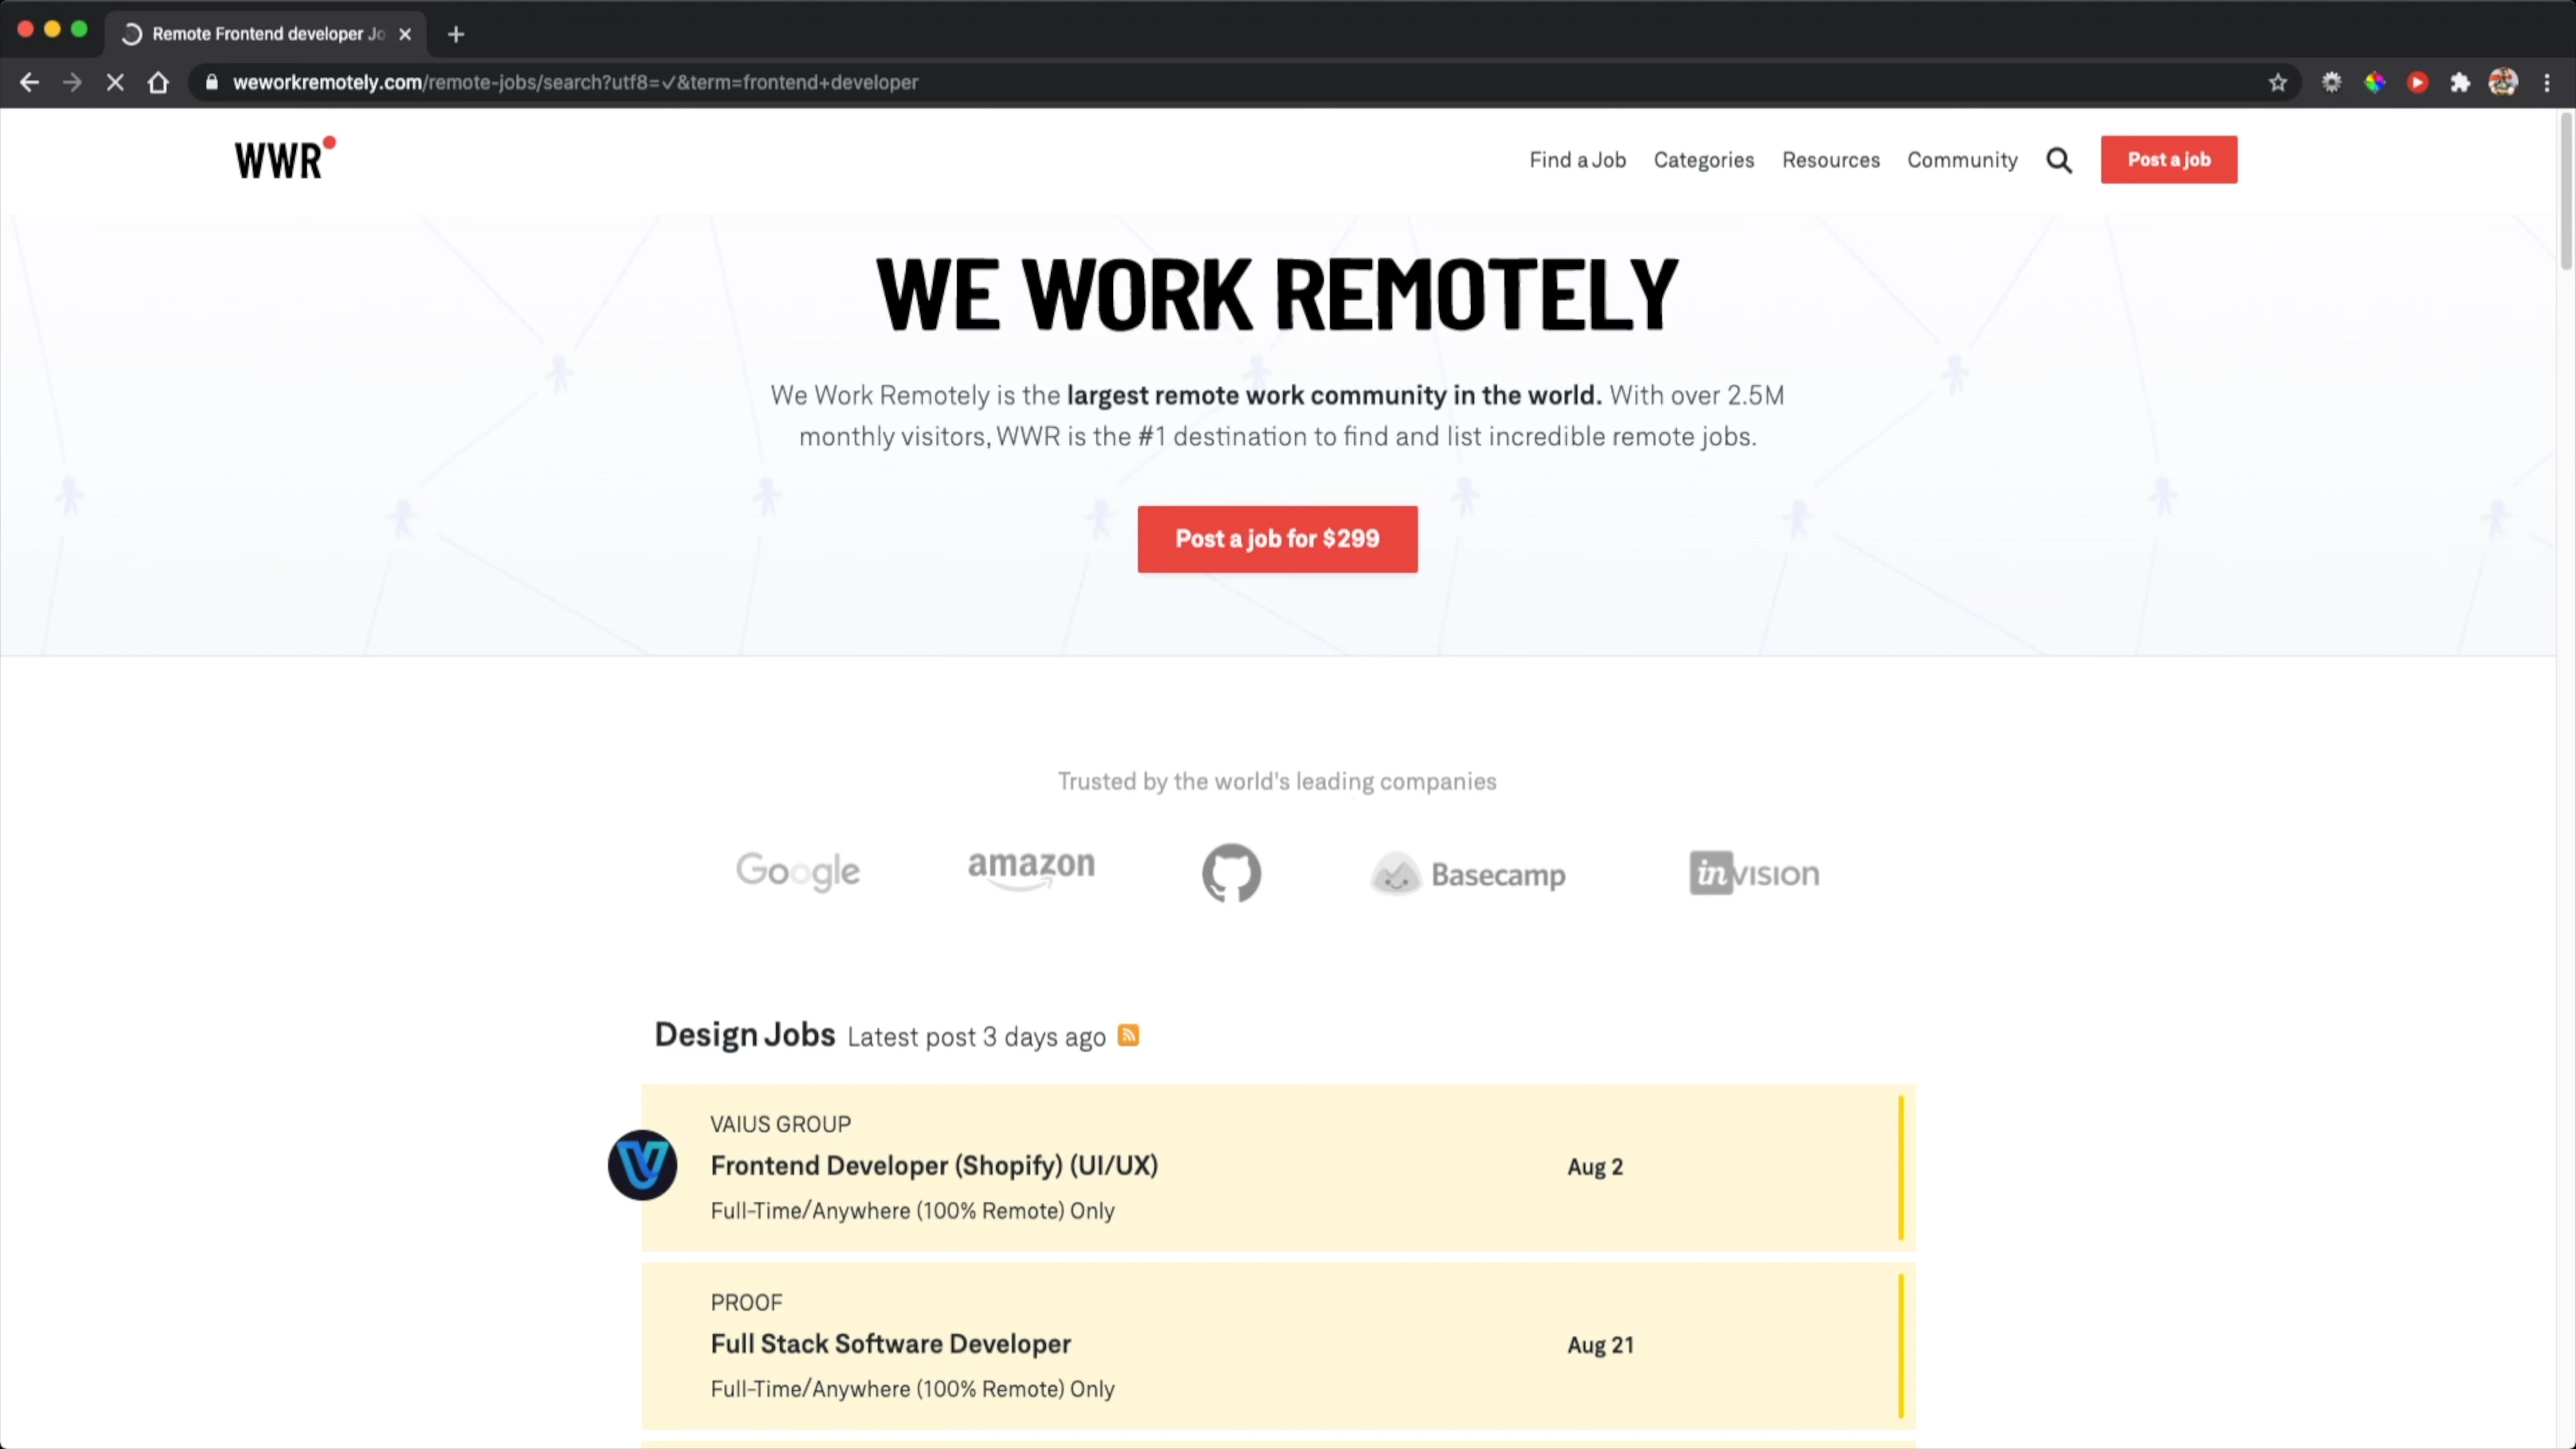 Remote Frontend developer Jo
weworkremotely.com/remote-jobs/search?utf8=✓&term=frontend+developer
WWR
Find a Job
Categories
Resources
Community
Post a job
WE WORK REMOTELY
We Work Remotely is the largest remote work community in the world. With over 2.5M
monthly visitors, WWR is the #1 destination to find and list incredible remote jobs.
Post a job for $299
Trusted by the world's leading companies
Google
amazon
Basecamp
inVISION
Design Jobs Latest post 3 days ago
VAIUS GROUP
Frontend Developer (Shopify) (UI/UX)
Aug 2
Full-Time/Anywhere (100% Remote) Only
PROOF
Full Stack Software Developer
Aug 21
Full-Time/Anywhere (100% Remote) Only